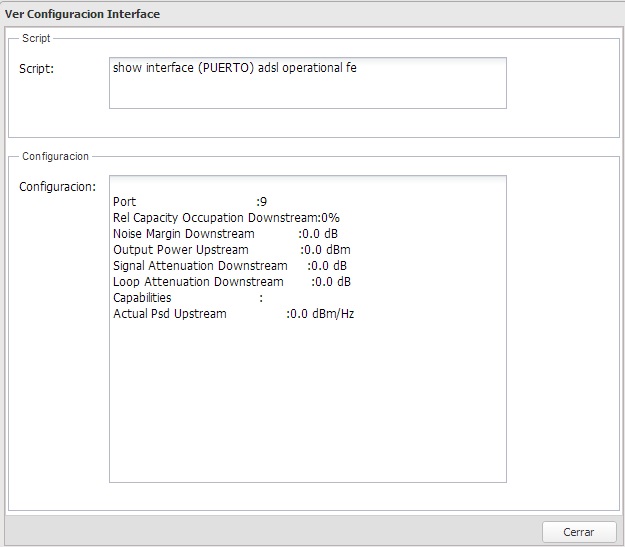 Ver Configuracion Interface
Script
Script:
show interface (PUERTO) adsl operational fe
Configuracion
Configuracion:
Port :9
Rel Capacity Occupation Downstream:0%
Noise Margin Downstream :0.0 dB
Output Power Upstream :0.0 dBm
Signal Attenuation Downstream :0.0 dB
Loop Attenuation Downstream :0.0 dB
Capabilities :
Actual Psd Upstream :0.0 dBm/Hz
Cerrar